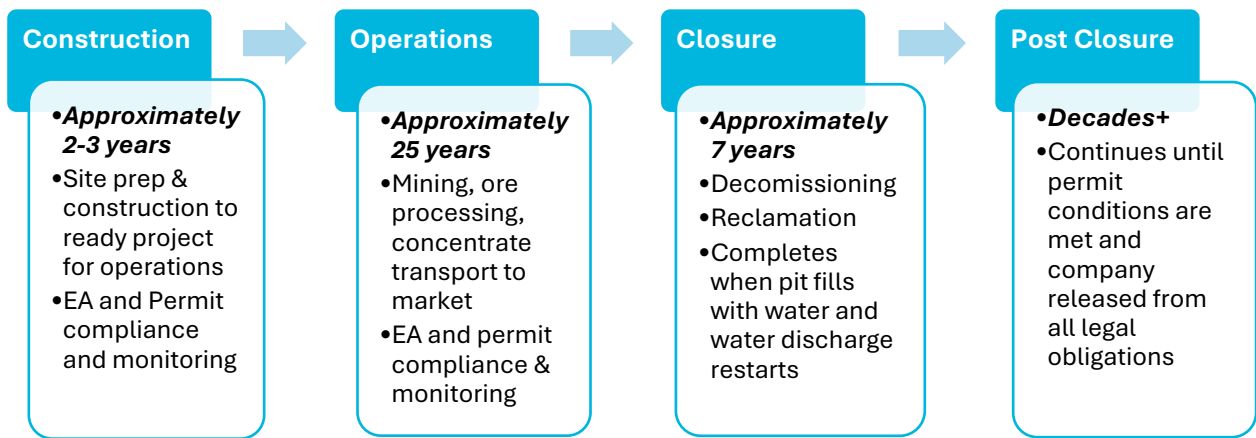 Construction
•Approximately
2-3 years
•Site prep &
construction to
ready project
for operations
•EA and Permit
compliance
and monitoring
Operations
•Approximately
25 years
•Mining, ore
processing,
concentrate
transport to
market
•EA and permit
compliance &
monitoring
Closure
•Approximately
7 years
•Decomissioning
•Reclamation
•Completes
when pit fills
with water and
water discharge
restarts
Post Closure
•Decades+
•Continues until
permit
conditions are
met and
company
released from
all legal
obligations